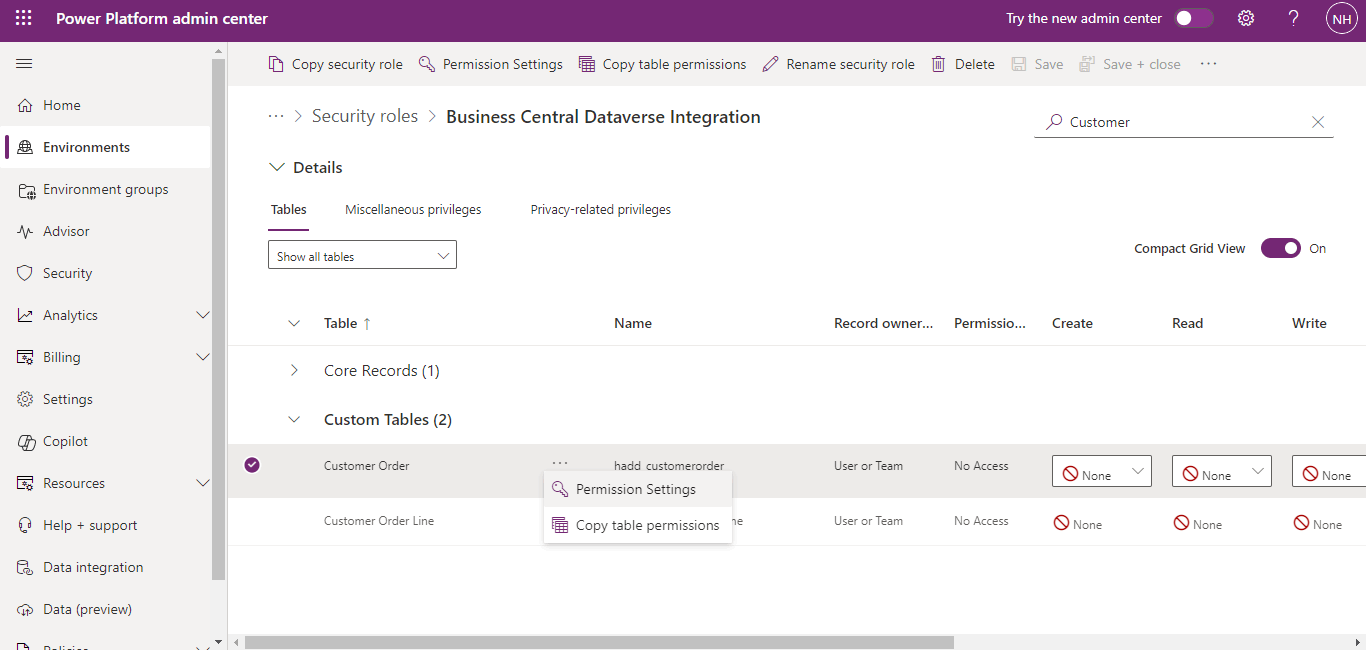 Power Platform admin center
Try the new admin center
?
NH
Home
Environments
Environment groups
Advisor
Security
Analytics
Billing
Settings
Copilot
Resources
Help + support
Data integration
Data (preview)
Policies
Copy security role
Permission Settings
Copy table permissions
Rename security role
Delete
Save
Save + close
···
··· > Security roles > Business Central Dataverse Integration
Customer
Details
Tables
Miscellaneous privileges
Privacy-related privileges
Show all tables
Compact Grid View
On
Table ↑ Name Record owner... Permissio... Create Read Write
Core Records (1)
Custom Tables (2)
Customer Order ··· hadd_customerorder User or Team No Access None None None
Permission Settings
Copy table permissions
Customer Order Line ne User or Team No Access None None None